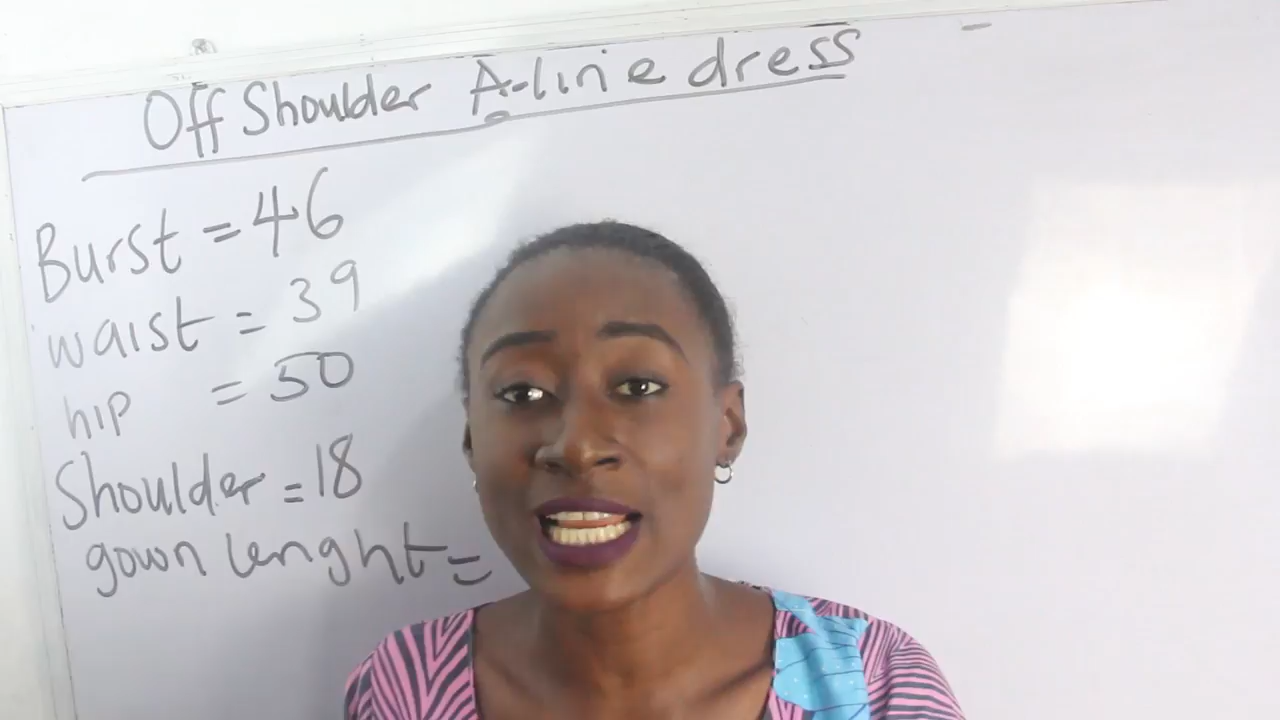 Off Shoulder A-line dress
Burst = 46
waist = 39
hip = 50
Shoulder = 18
gown lenght =